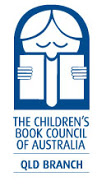 THE CHILDREN'S
BOOK COUNCIL
OF AUSTRALIA
QLD BRANCH